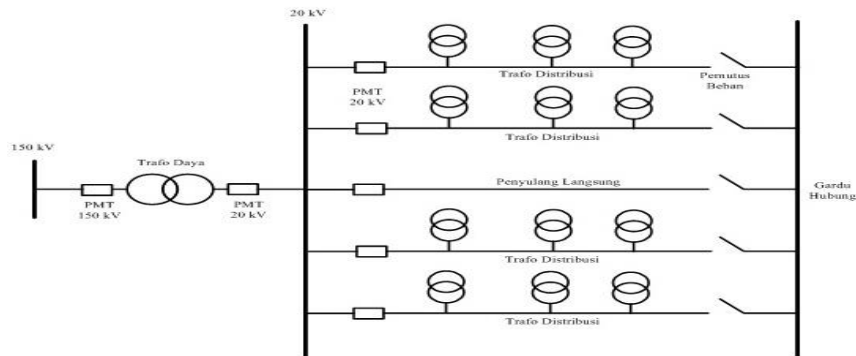 20 kV
Trafo Distribusi
Pemutus
Beban
PMT
20 kV
Trafo Distribusi
150 kV
Trafo Daya
Penyulang Langsung
Gardu
Hubung
PMT
150 kV
PMT
20 kV
Trafo Distribusi
Trafo Distribusi